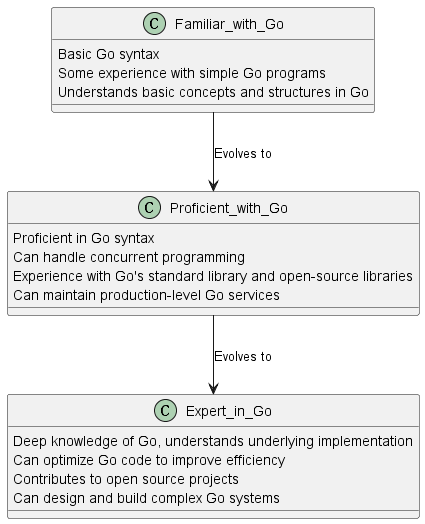 C Familiar_with_Go
Basic Go syntax
Some experience with simple Go programs
Understands basic concepts and structures in Go
Evolves to
C Proficient_with_Go
Proficient in Go syntax
Can handle concurrent programming
Experience with Go's standard library and open-source libraries
Can maintain production-level Go services
Evolves to
C Expert_in_Go
Deep knowledge of Go, understands underlying implementation
Can optimize Go code to improve efficiency
Contributes to open source projects
Can design and build complex Go systems